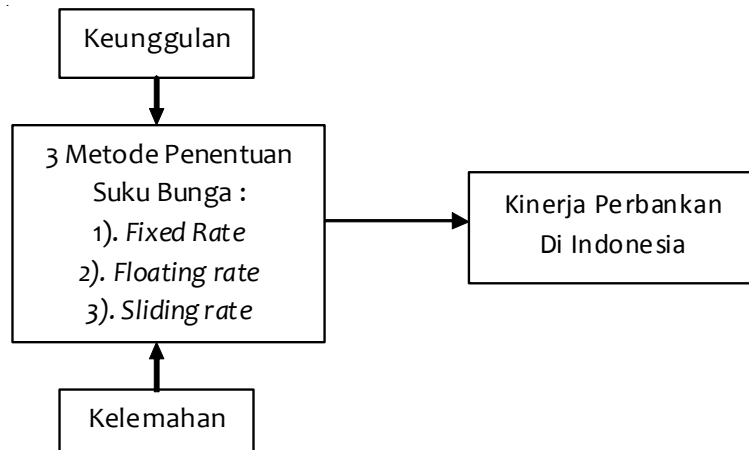 Keunggulan
3 Metode Penentuan
Suku Bunga :
1). Fixed Rate
2). Floating rate
3). Sliding rate
Kinerja Perbankan
Di Indonesia
Kelemahan